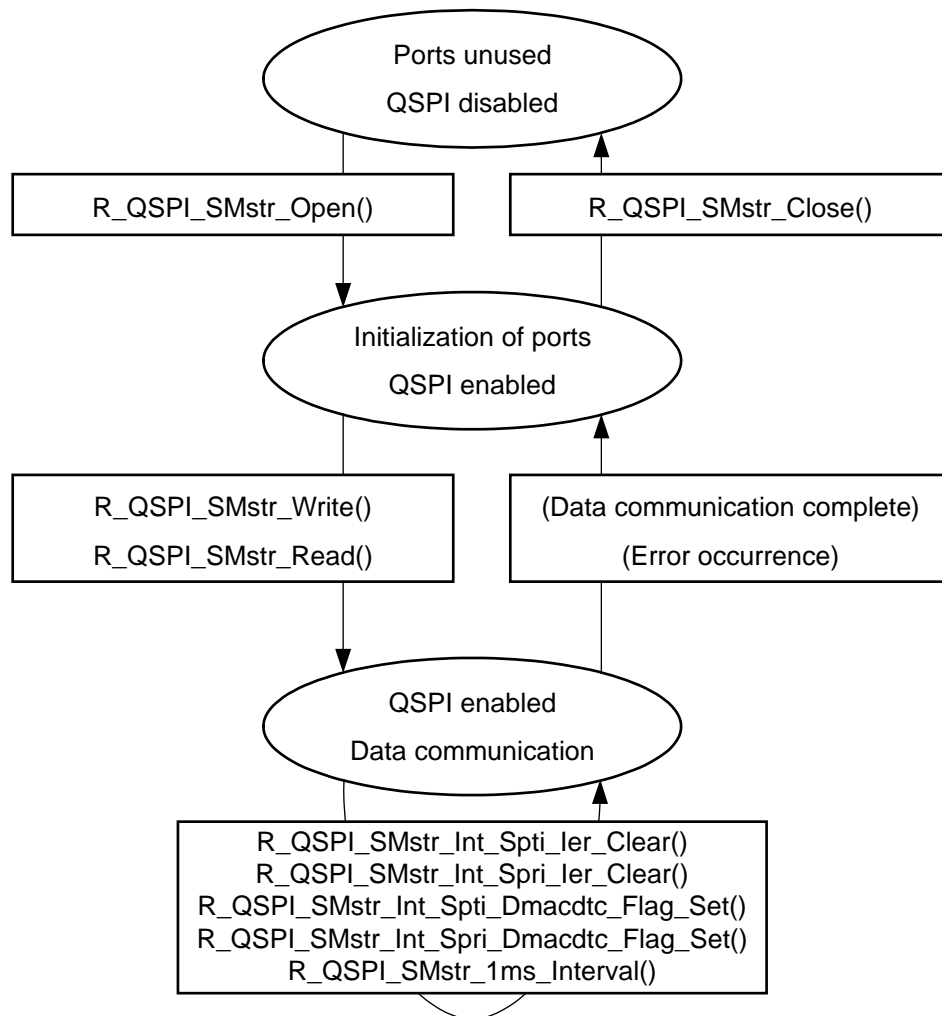 Ports unused
QSPI disabled
R_QSPI_SMstr_Open()
R_QSPI_SMstr_Close()
Initialization of ports
QSPI enabled
R_QSPI_SMstr_Write()
R_QSPI_SMstr_Read()
(Data communication complete)
(Error occurrence)
QSPI enabled
Data communication
R_QSPI_SMstr_Int_Spti_Ier_Clear()
R_QSPI_SMstr_Int_Spri_Ier_Clear()
R_QSPI_SMstr_Int_Spti_Dmacdtc_Flag_Set()
R_QSPI_SMstr_Int_Spri_Dmacdtc_Flag_Set()
R_QSPI_SMstr_1ms_Interval()